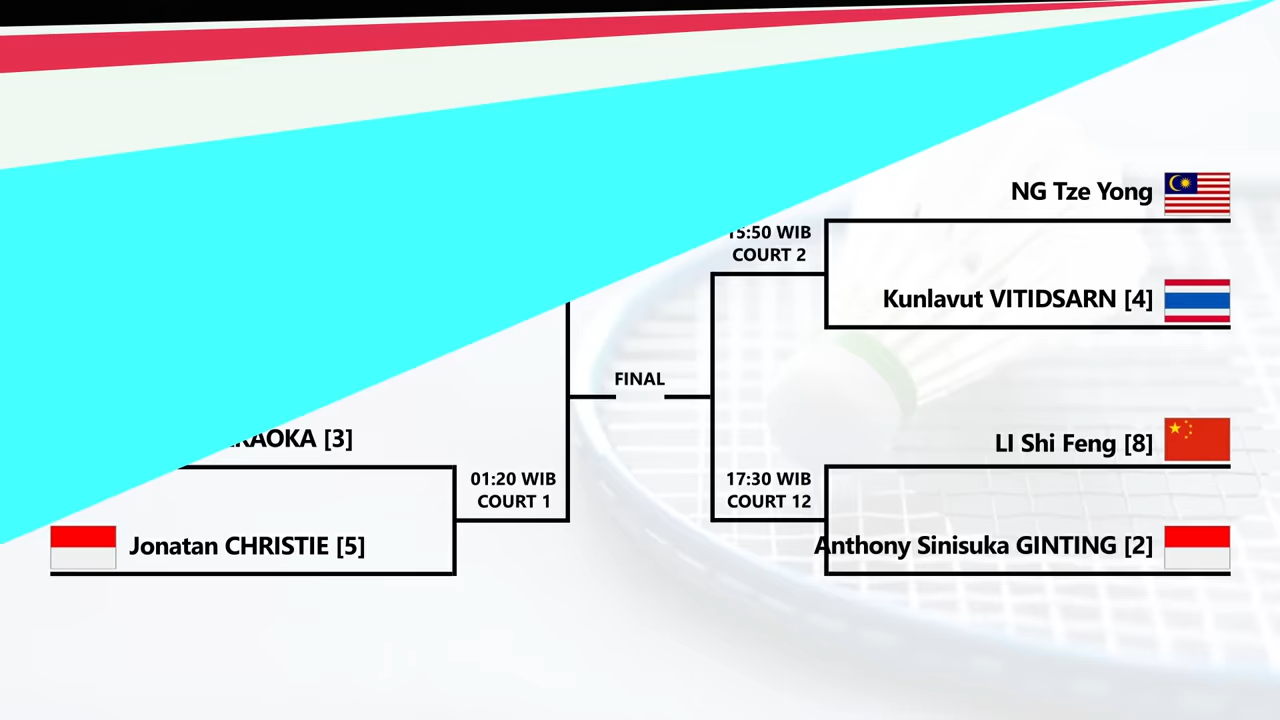 NG Tze Yong
15:50 WIB
COURT 2
Kunlavut VITIDSARN [4]
FINAL
[3]
LI Shi Feng [8]
01:20 WIB
COURT 1
17:30 WIB
COURT 12
Jonatan CHRISTIE [5]
Anthony Sinisuka GINTING [2]